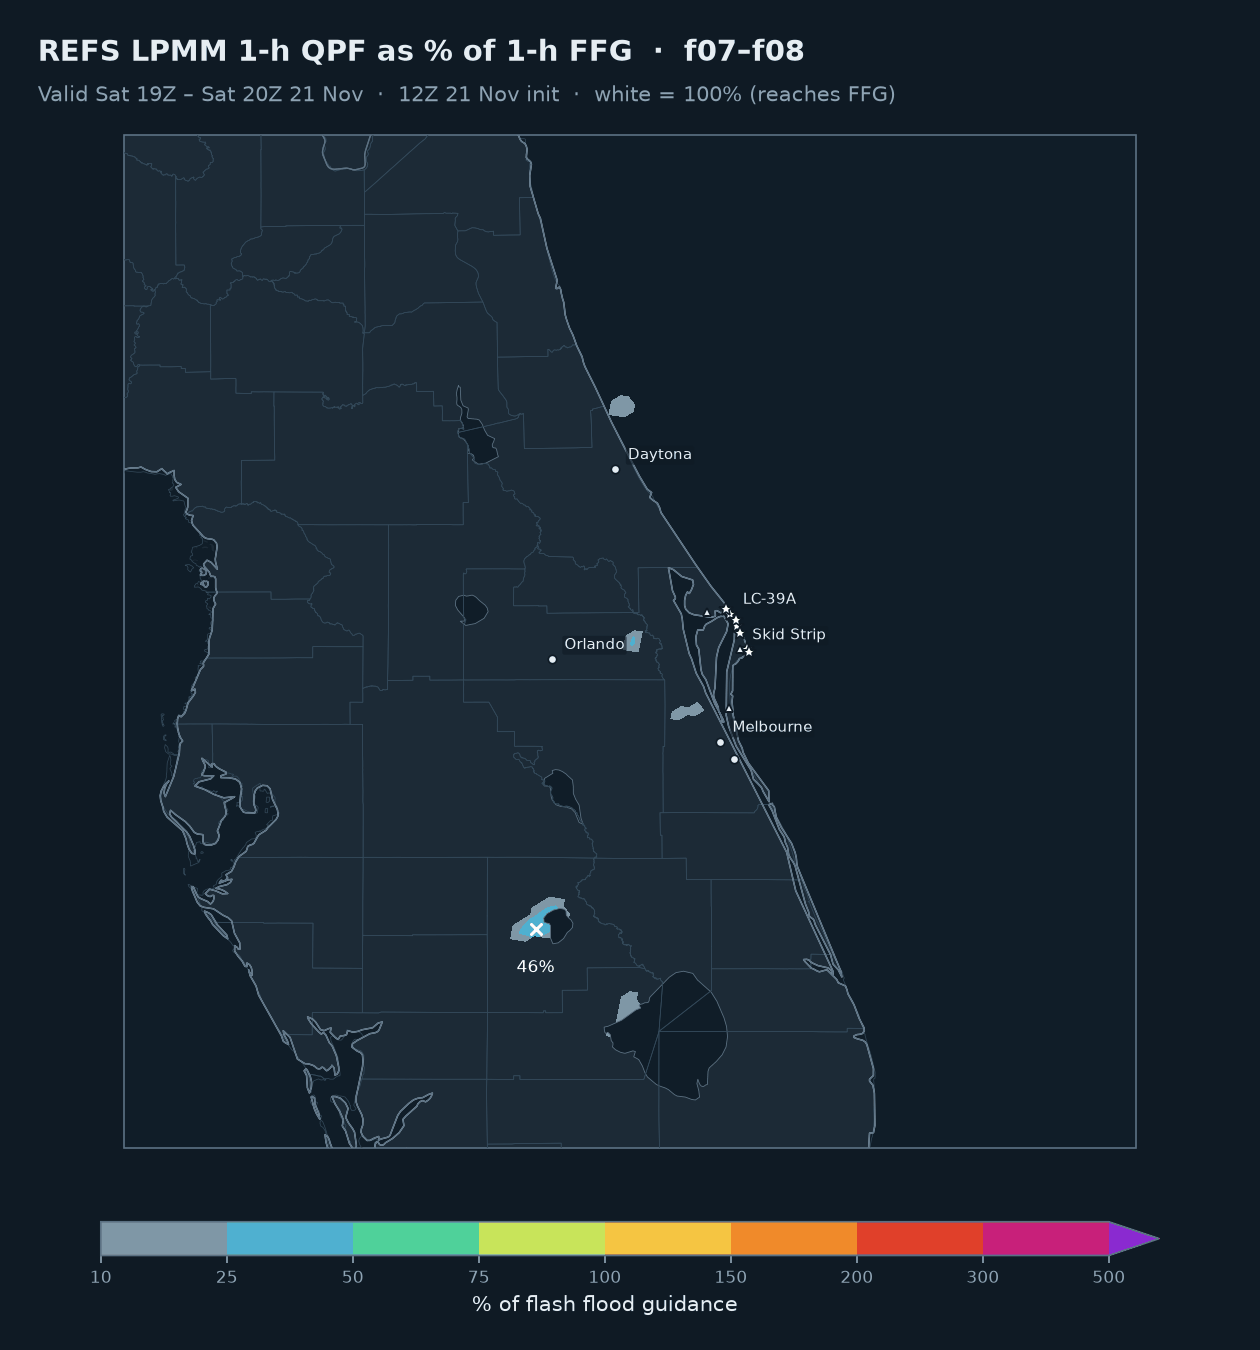 REFS LPMM 1-h QPF as % of 1-h FFG · f07–f08
Valid Sat 19Z – Sat 20Z 21 Nov · 12Z 21 Nov init · white = 100% (reaches FFG)
Daytona
LC-39A
Skid Strip
Orlando
Melbourne
46%
10 25 50 75 100 150 200 300 500
% of flash flood guidance